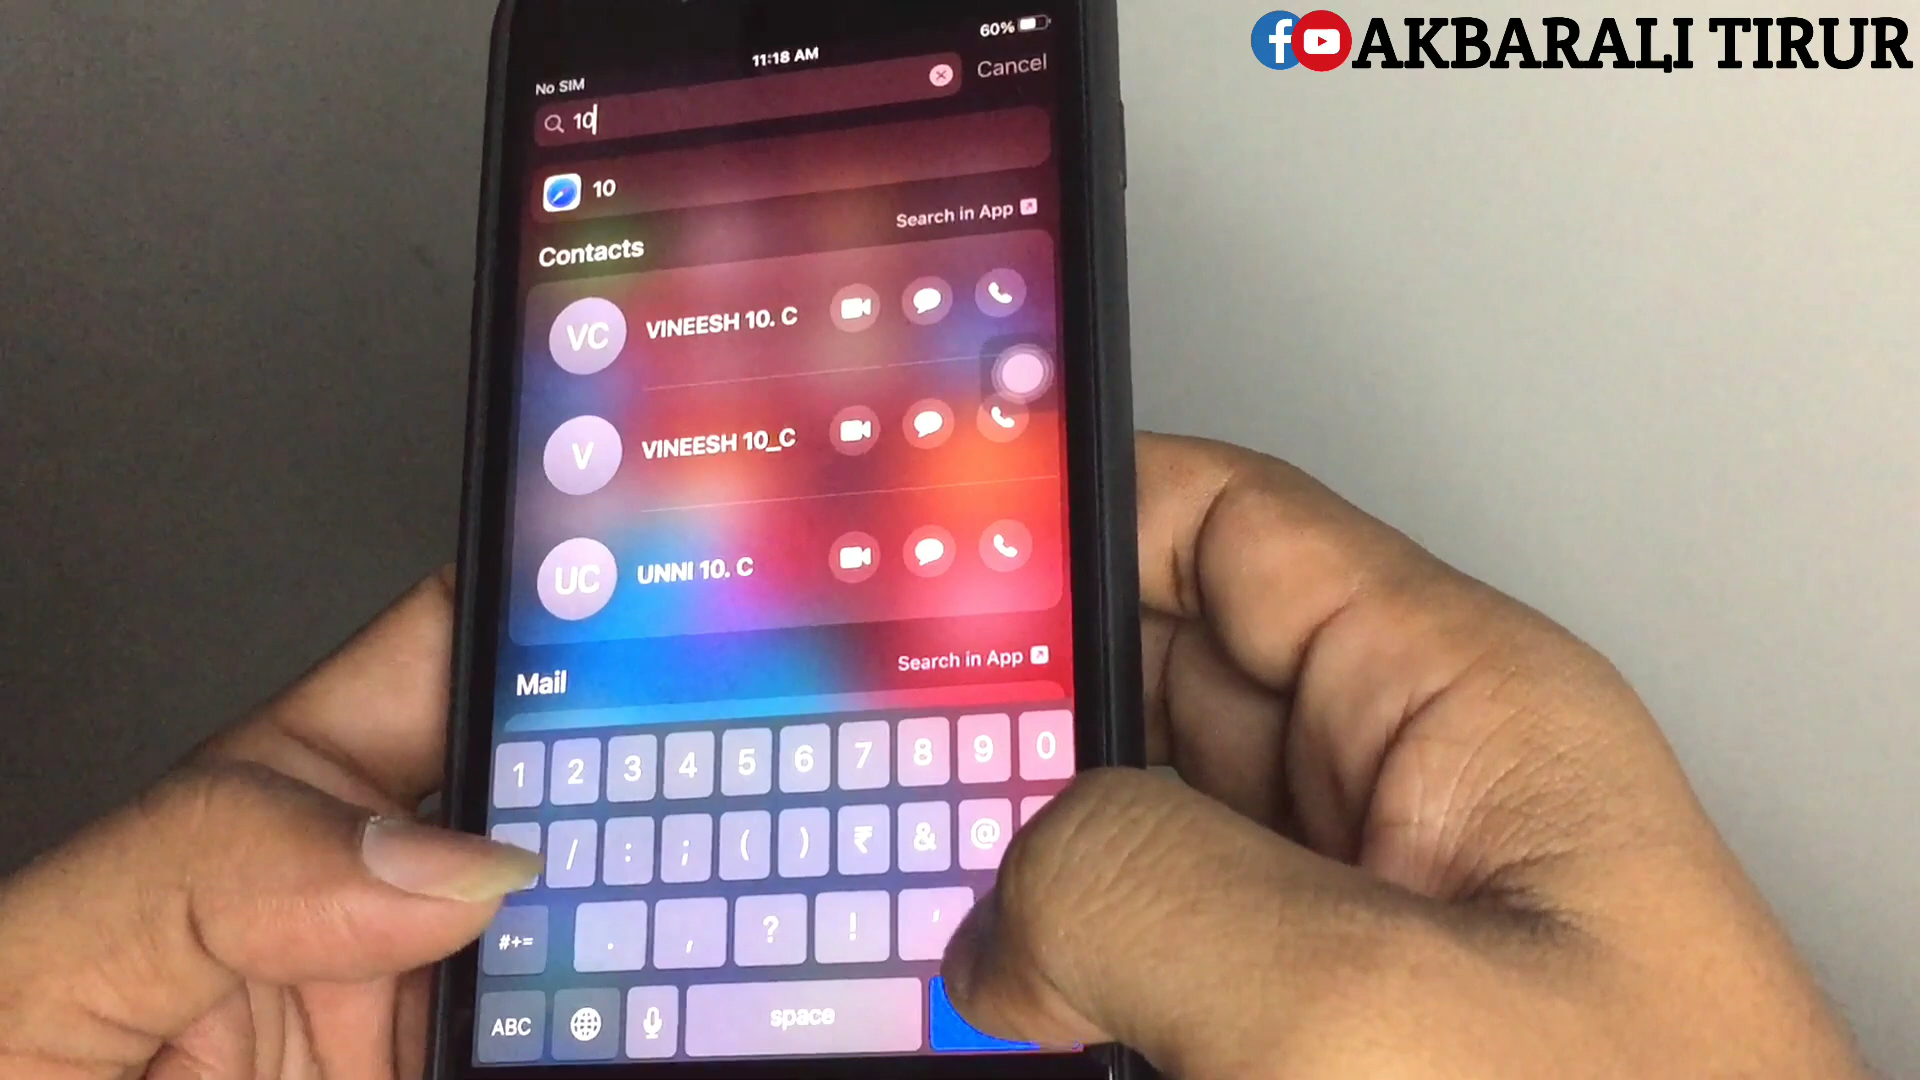 AKBARALI TIRUR
60%
11:18 AM
No SIM
Cancel
10
10
Search in App
Contacts
VC VINEESH 10. C
V VINEESH 10_C
UC UNNI 10. C
Search in App
Mail
1 2 3 4 5 6 7 8 9 0
/ : ; ( ) ₹ & @
#+= . , ? ! '
ABC space